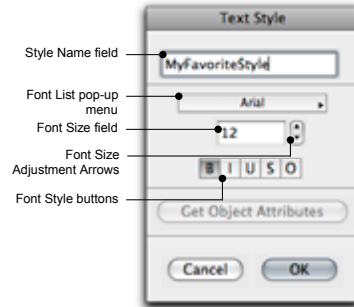 Text Style
Style Name field
MyFavoriteStyle
Font List pop-up
menu
Arial
Font Size field
12
Font Size
Adjustment Arrows
B I U S O
Font Style buttons
Get Object Attributes
Cancel OK